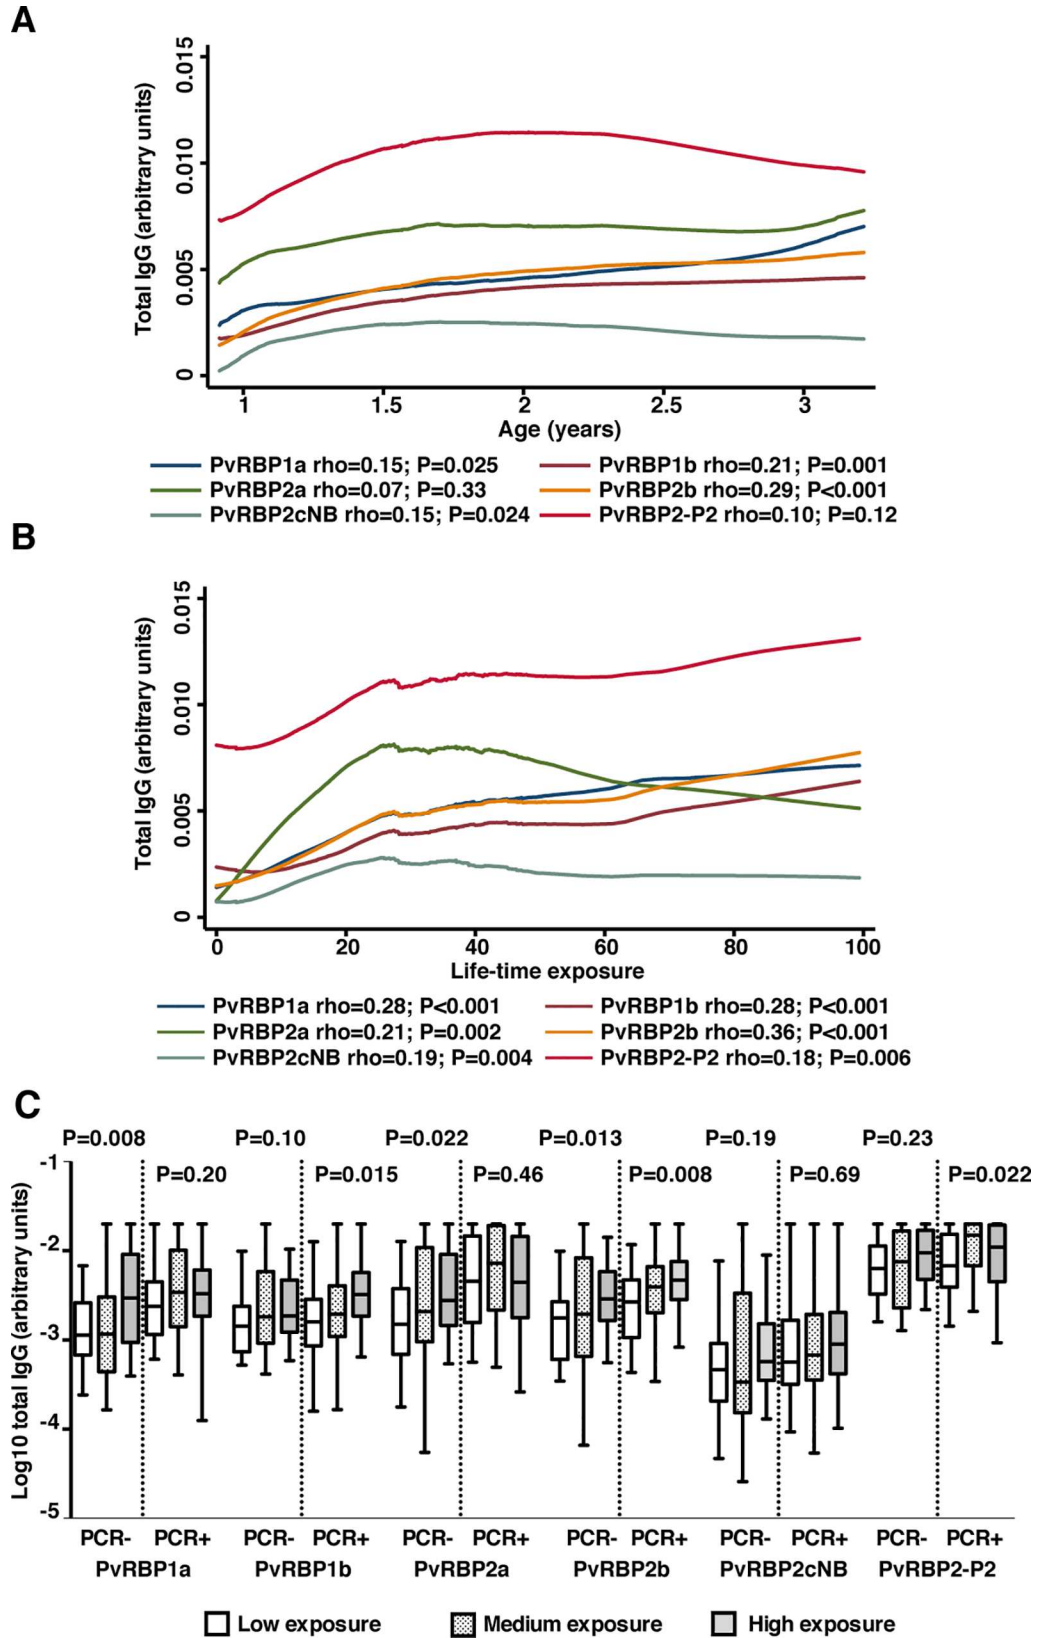 A
Total IgG (arbitrary units)
0.015
0.010
0.005
0
1 1.5 2 2.5 3
Age (years)
PvRBP1a rho=0.15; P=0.025 PvRBP1b rho=0.21; P=0.001
PvRBP2a rho=0.07; P=0.33 PvRBP2b rho=0.29; P<0.001
PvRBP2cNB rho=0.15; P=0.024 PvRBP2-P2 rho=0.10; P=0.12
B
Total IgG (arbitrary units)
0.015
0.010
0.005
0
0 20 40 60 80 100
Life-time exposure
PvRBP1a rho=0.28; P<0.001 PvRBP1b rho=0.28; P<0.001
PvRBP2a rho=0.21; P=0.002 PvRBP2b rho=0.36; P<0.001
PvRBP2cNB rho=0.19; P=0.004 PvRBP2-P2 rho=0.18; P=0.006
C
P=0.008 P=0.10 P=0.022 P=0.013 P=0.19 P=0.23
P=0.20 P=0.015 P=0.46 P=0.008 P=0.69 P=0.022
Log10 total IgG (arbitrary units)
-1
-2
-3
-4
-5
PCR- PCR+ PCR- PCR+ PCR- PCR+ PCR- PCR+ PCR- PCR+ PCR- PCR+
PvRBP1a PvRBP1b PvRBP2a PvRBP2b PvRBP2cNB PvRBP2-P2
Low exposure Medium exposure High exposure